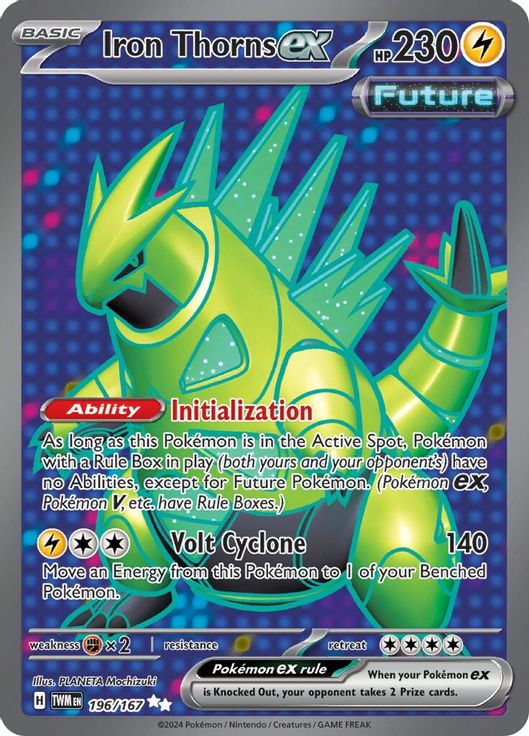 BASIC
Iron Thorns ex
HP 230
Future
Ability Initialization
As long as this Pokémon is in the Active Spot, Pokémon
with a Rule Box in play (both yours and your opponent's) have
no Abilities, except for Future Pokémon. (Pokémon ex,
Pokémon V, etc. have Rule Boxes.)
Volt Cyclone 140
Move an Energy from this Pokémon to 1 of your Benched
Pokémon.
weakness ×2 resistance retreat
Illus. PLANETA Mochizuki
Pokémon ex rule
When your Pokémon ex
is Knocked Out, your opponent takes 2 Prize cards.
H TWM EN 196/167
©2024 Pokémon / Nintendo / Creatures / GAME FREAK